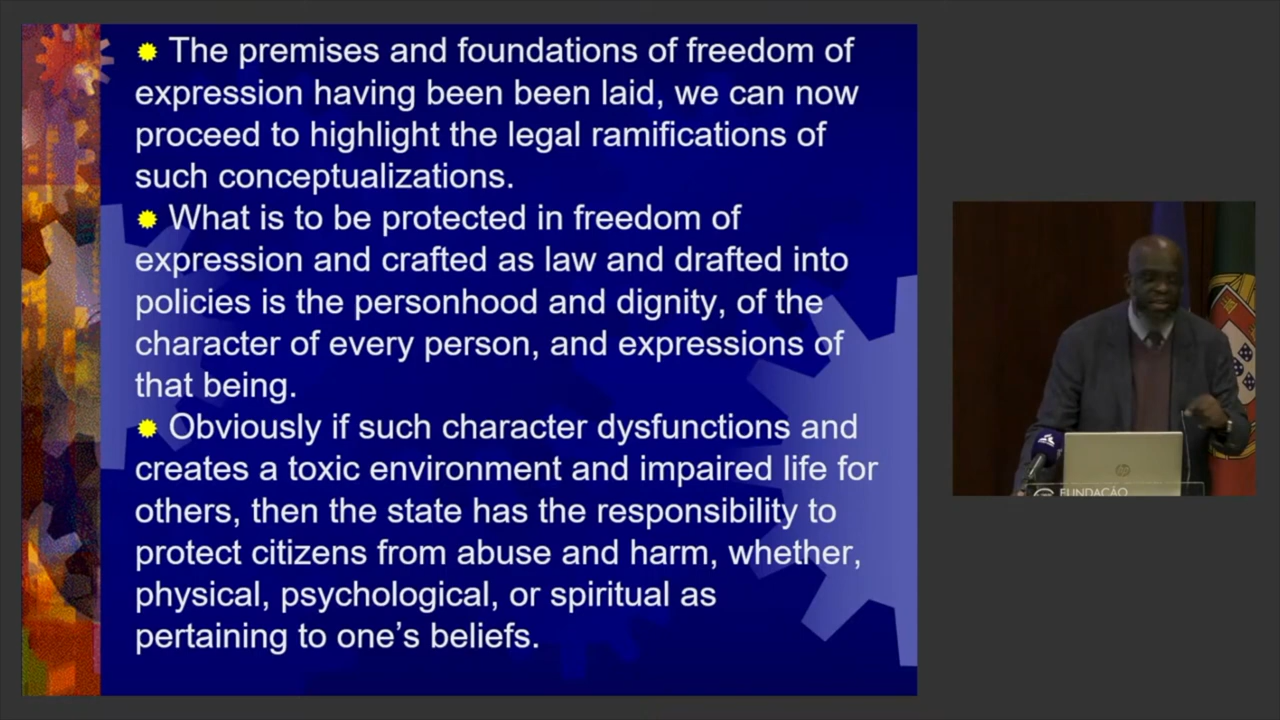 The premises and foundations of freedom of
expression having been been laid, we can now
proceed to highlight the legal ramifications of
such conceptualizations.
What is to be protected in freedom of
expression and crafted as law and drafted into
policies is the personhood and dignity, of the
character of every person, and expressions of
that being.
Obviously if such character dysfunctions and
creates a toxic environment and impaired life for
others, then the state has the responsibility to
protect citizens from abuse and harm, whether,
physical, psychological, or spiritual as
pertaining to one’s beliefs.
hp
FUNDAÇÃO